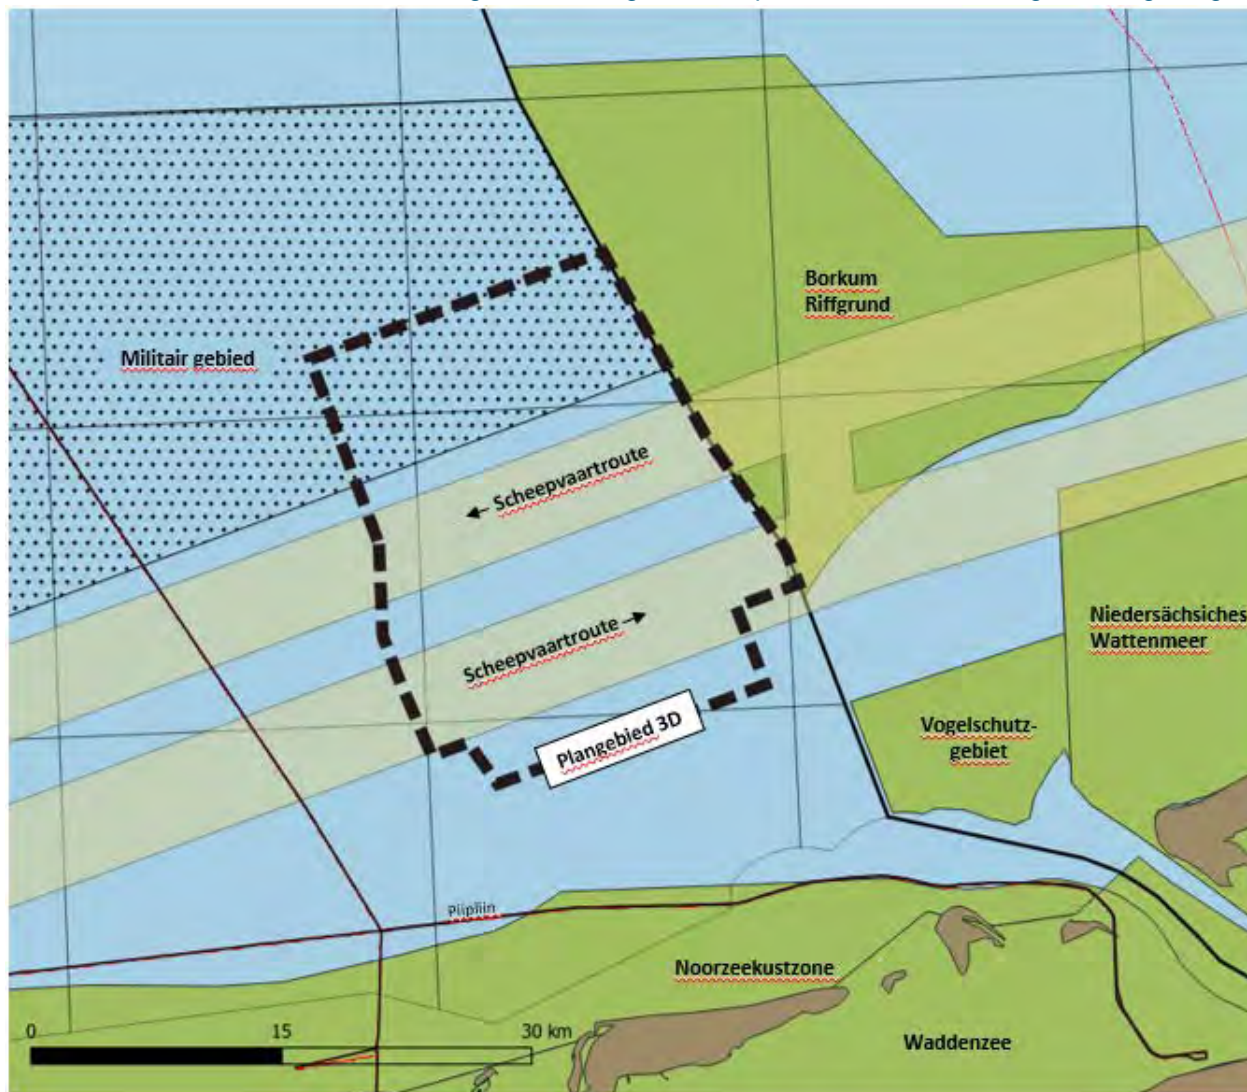 Borkum
Riffgrund
Militair gebied
← Scheepvaartroute
Scheepvaartroute →
Niedersächsiches
Wattenmeer
Plangebied 3D
Vogelschutz-
gebiet
Pijplijn
Noorzeekustzone
0 15 30 km
Waddenzee